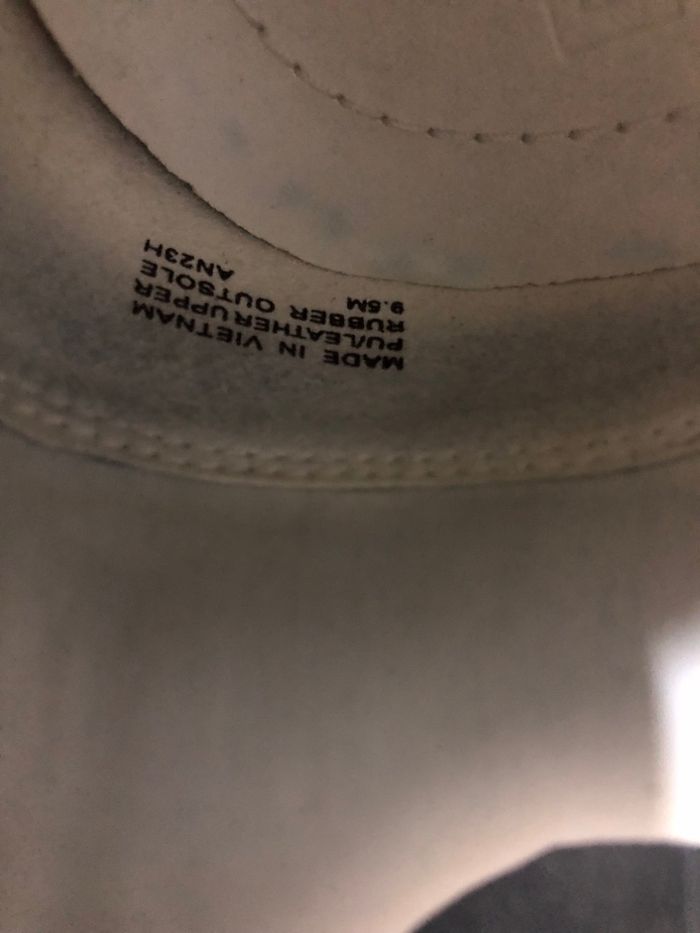 MADE IN VIETNAM
PU/LEATHER UPPER
RUBBER OUTSOLE
9.5M AN23H